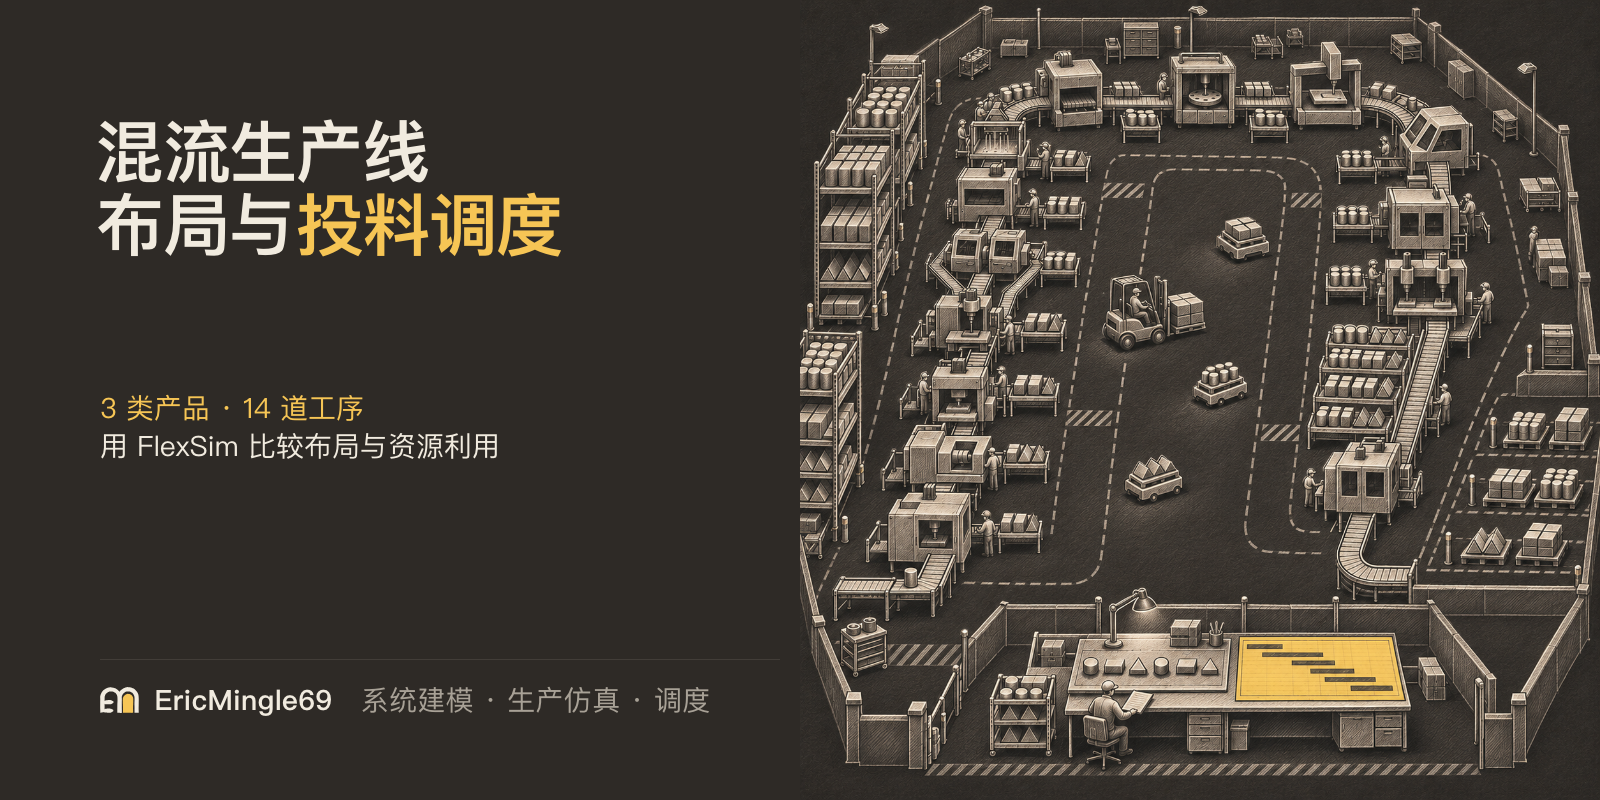 混流生产线
布局与投料调度
3 类产品 · 14 道工序
用 FlexSim 比较布局与资源利用
EricMingle69 系统建模 · 生产仿真 · 调度